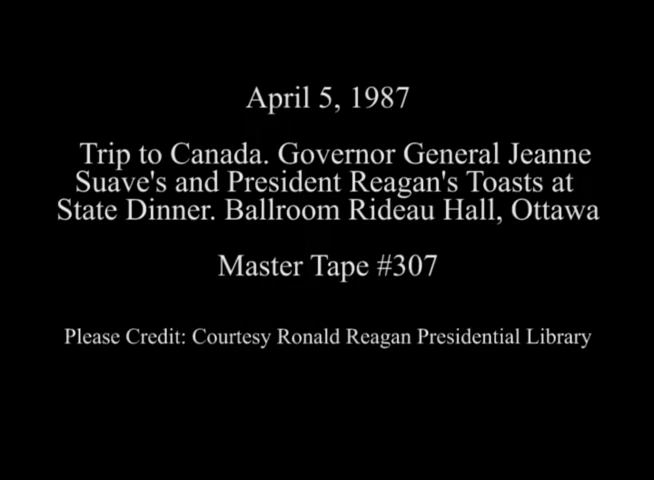 April 5, 1987
Trip to Canada. Governor General Jeanne
Suave's and President Reagan's Toasts at
State Dinner. Ballroom Rideau Hall, Ottawa
Master Tape #307
Please Credit: Courtesy Ronald Reagan Presidential Library